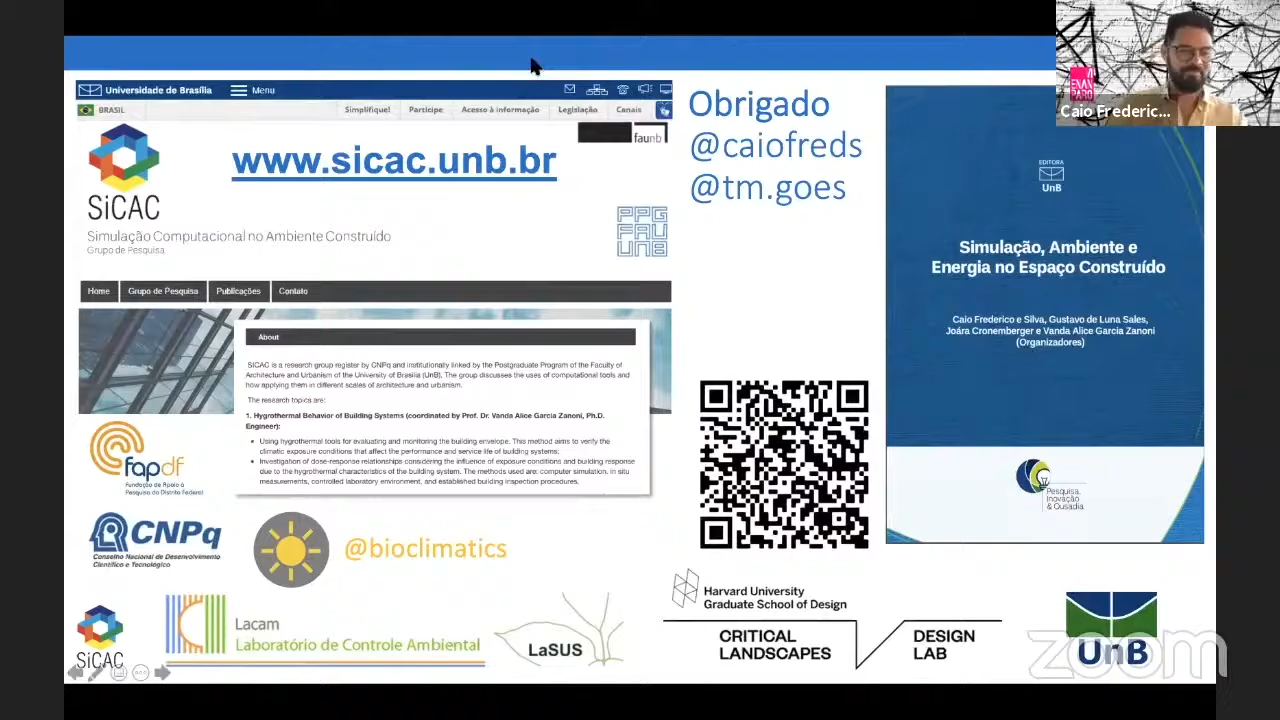 Universidade de Brasília
Menu
BRASIL
Simplifique!
Participe
Acesso à informação
Legislação
Canais
faunb
www.sicac.unb.br
SiCAC
Simulação Computacional no Ambiente Construído
Grupo de Pesquisa
PPG
FAU
UNB
Home
Grupo de Pesquisa
Publicações
Contato
About
SICAC is a research group register by CNPq and institutionally linked by the Postgraduate Program of the Faculty of
Architecture and Urbanism of the University of Brasilia (UnB). The group discusses the uses of computational tools and
how applying them in different scales of architecture and urbanism.
The research topics are:
1. Hygrothermal Behavior of Building Systems (coordinated by Prof. Dr. Vanda Alice Garcia Zanoni, Ph.D.
Engineer):
Using hygrothermal tools for evaluating and monitoring the building envelope. This method aims to verify the
climatic exposure conditions that affect the performance and service life of building systems;
Investigation of dose-response relationships considering the influence of exposure conditions and building response
due to the hygrothermal characteristics of the building system. The methods used are: computer simulation, in situ
measurements, controlled laboratory environment, and established building inspection procedures.
fapdf
Fundação de Apoio à
Pesquisa do Distrito Federal
CNPq
Conselho Nacional de Desenvolvimento
Científico e Tecnológico
@bioclimatics
SiCAC
Lacam
Laboratório de Controle Ambiental
LaSUS
Obrigado
@caiofreds
@tm.goes
EDITORA
UnB
Simulação, Ambiente e
Energia no Espaço Construído
Caio Frederico e Silva, Gustavo de Luna Sales,
Joára Cronemberger e Vanda Alice Garcia Zanoni
(Organizadores)
Pesquisa,
Inovação
& Ousadia
Harvard University
Graduate School of Design
CRITICAL
LANDSCAPES
DESIGN
LAB
UnB
zoom
Caio Frederic...